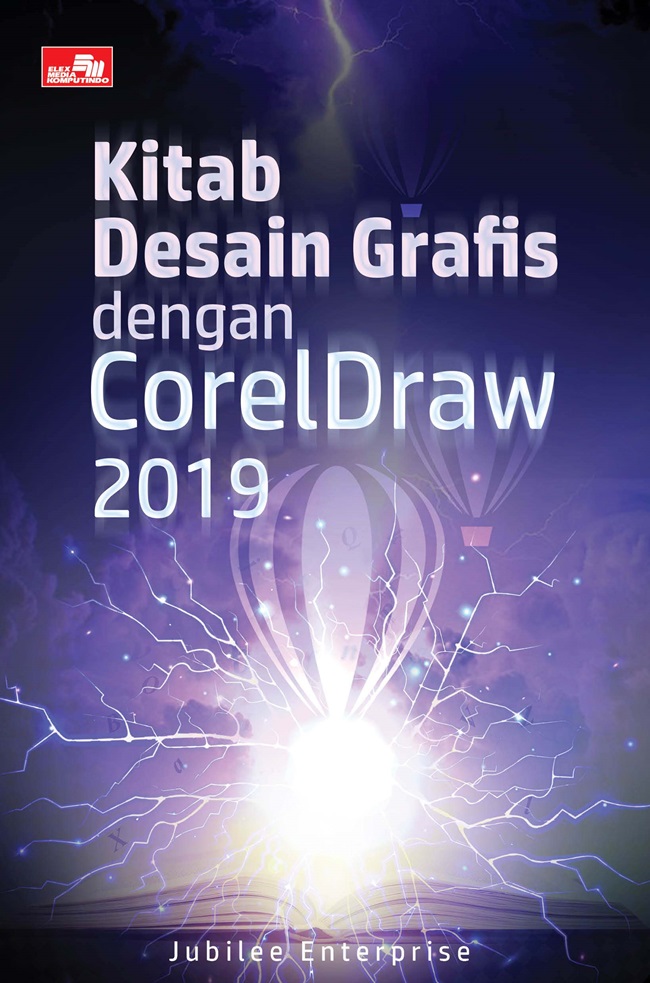 ELEX
MEDIA
KOMPUTINDO
Kitab
Desain Grafis
dengan
CorelDraw
2019
Q
n
a
X
Jubilee Enterprise